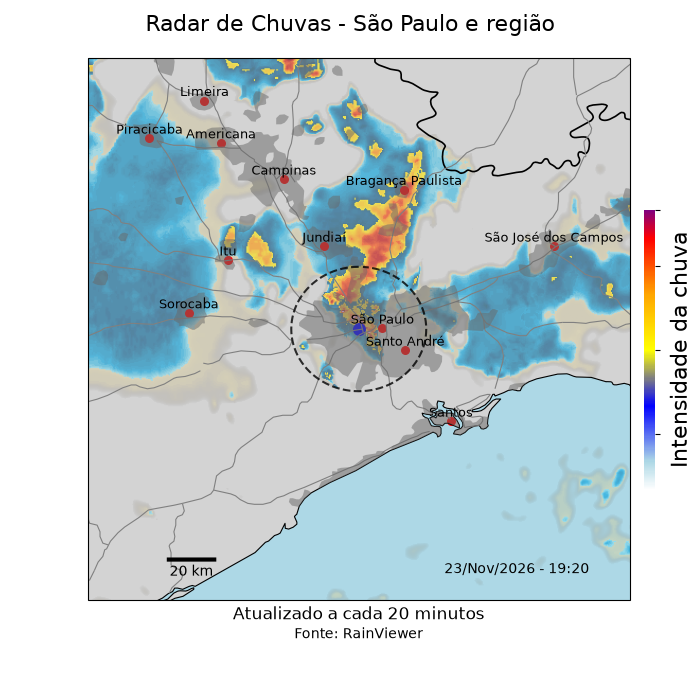 Radar de Chuvas - São Paulo e região
Limeira
Piracicaba
Americana
Campinas
Bragança Paulista
Jundiaí
São José dos Campos
Itu
Sorocaba
São Paulo
Santo André
Santos
Intensidade da chuva
20 km
23/Nov/2026 - 19:20
Atualizado a cada 20 minutos
Fonte: RainViewer